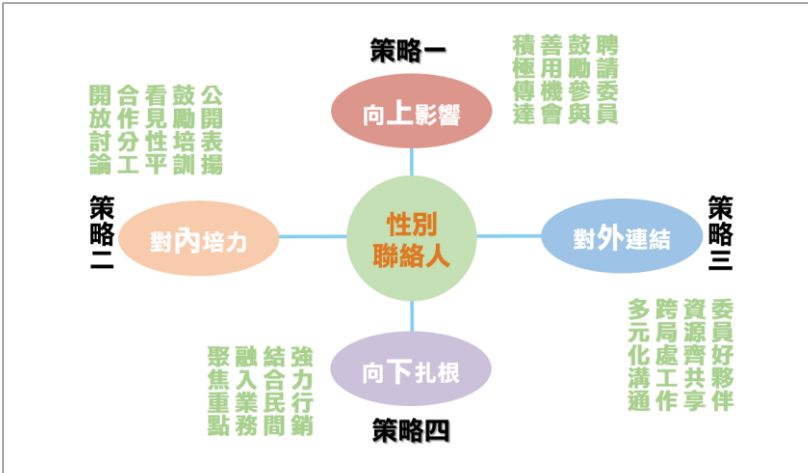 策略一
向上影響
聘請委員
鼓勵參與
善用機會
積極傳達
公開表揚
鼓勵培訓
看見性平
合作分工
開放討論
策略二
對內培力
性別
聯絡人
對外連結
策略三
委員好夥伴
資源齊共享
跨局處工作
多元化溝通
向下扎根
策略四
強力行銷
結合民間
融入業務
聚焦重點